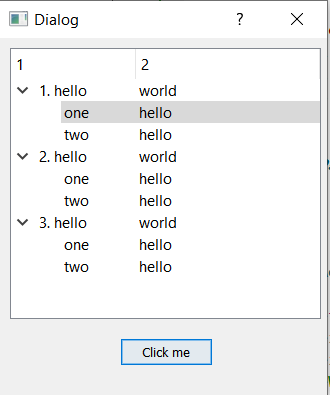 Dialog ?
1 2
1. hello world
one hello
two hello
2. hello world
one hello
two hello
3. hello world
one hello
two hello
Click me